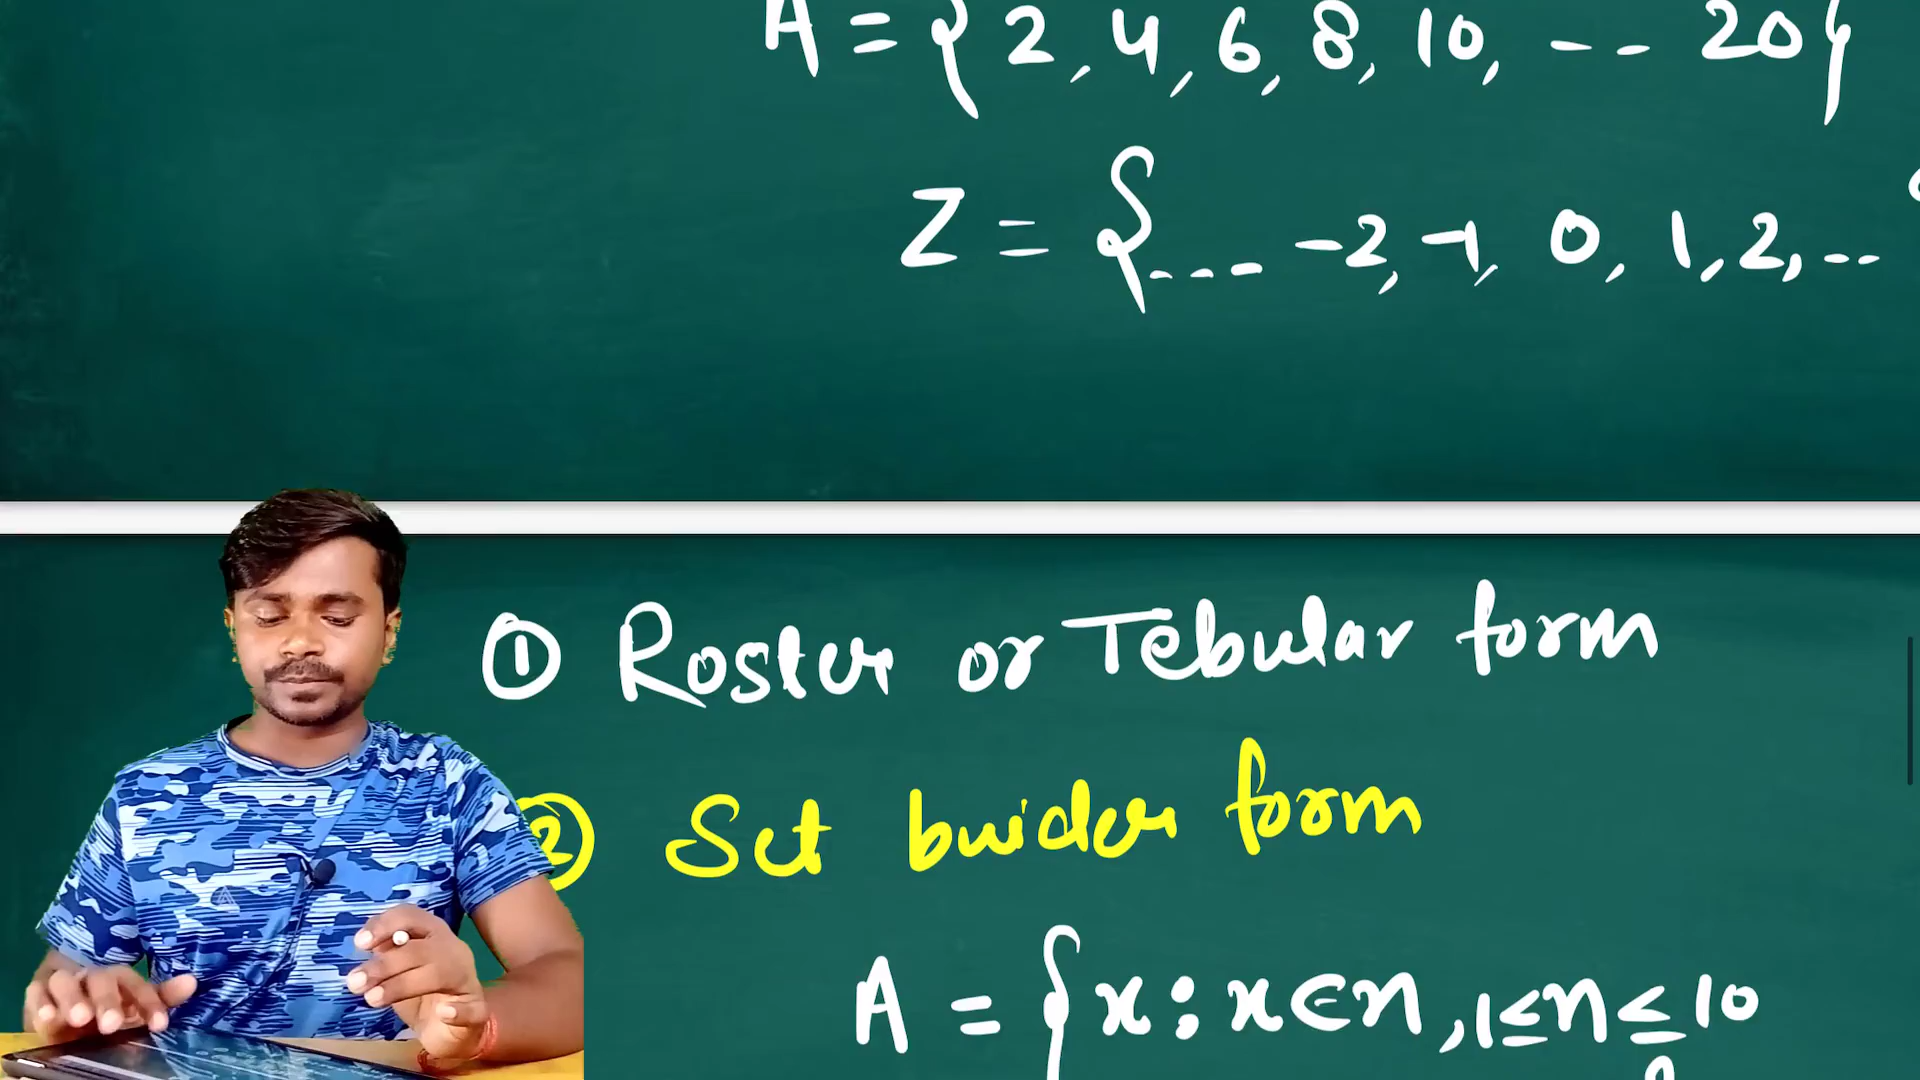 A = { 2, 4, 6, 8, 10, -- 20}
Z = {--- -2, -1, 0, 1, 2, --
① Roster or Tebular form
② Set buider form
A = { x : x ∈ n, 1 ≤ n ≤ 10